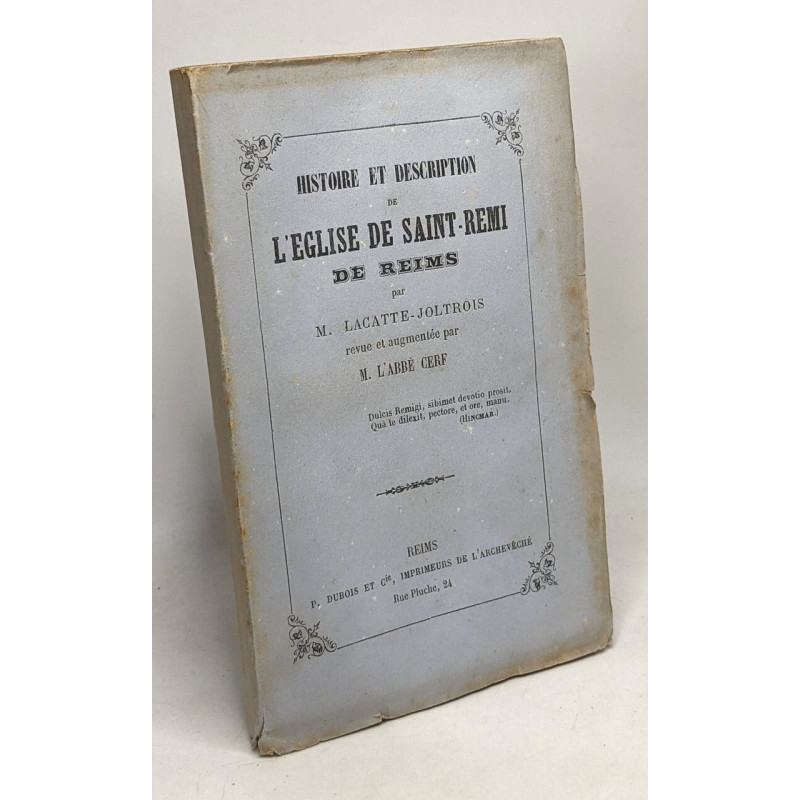 HISTOIRE ET DESCRIPTION
DE
L'EGLISE DE SAINT-REMI
DE REIMS
par
M. LACATTE-JOLTROIS
revue et augmentée par
M. L'ABBÉ CERF
Dulcis Remigi, sibimet devotio prosit,
Quâ te dilexit, pectore, et ore, manu.
(HINCMAR.)
REIMS
P. DUBOIS ET Cie, IMPRIMEURS DE L'ARCHEVÊCHÉ
Rue Pluche, 24